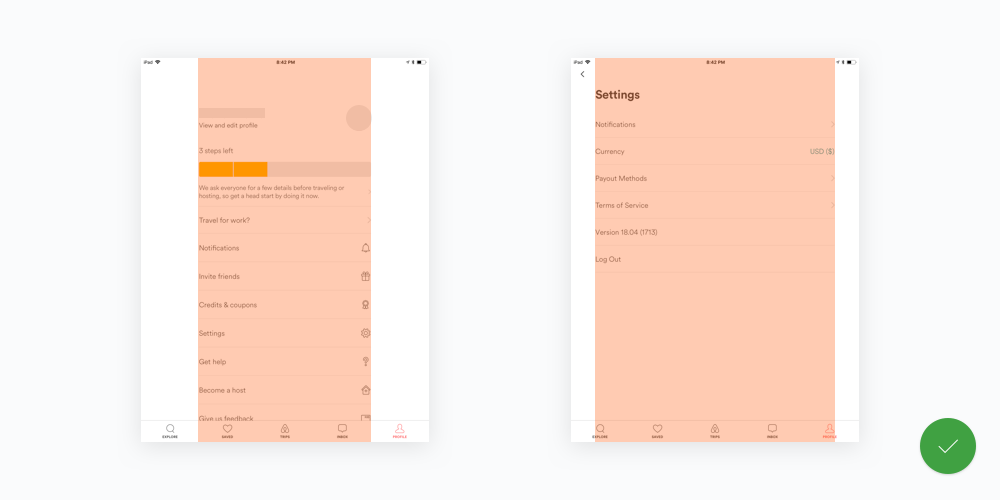 iPad
8:42 PM
View and edit profile
3 steps left
We ask everyone for a few details before traveling or
hosting, so get a head start by doing it now.
Travel for work?
Notifications
Invite friends
Credits & coupons
Settings
Get help
Become a host
Give us feedback
EXPLORE
SAVED
TRIPS
INBOX
PROFILE
iPad
8:42 PM
Settings
Notifications
Currency
USD ($)
Payout Methods
Terms of Service
Version 18.04 (1713)
Log Out
EXPLORE
SAVED
TRIPS
INBOX
PROFILE